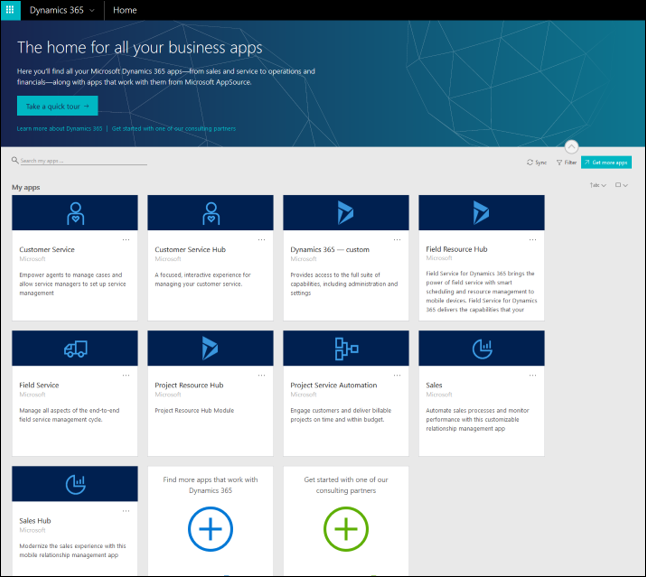 Dynamics 365
Home
The home for all your business apps
Here you'll find all your Microsoft Dynamics 365 apps—from sales and service to operations and
financials—along with apps that work with them from Microsoft AppSource.
Take a quick tour →
Learn more about Dynamics 365 | Get started with one of our consulting partners
Search my apps...
Sync
Filter
Get more apps
My apps
Tile
Customer Service
Microsoft
Empower agents to manage cases and
allow service managers to set up service
management
Customer Service Hub
Microsoft
A focused, interactive experience for
managing your customer service.
Dynamics 365 — custom
Microsoft
Provides access to the full suite of
capabilities, including administration and
settings
Field Resource Hub
Microsoft
Field Service for Dynamics 365 brings the
power of field service with smart
scheduling and resource management to
mobile devices. Field Service for Dynamics
365 delivers the capabilities that your
Field Service
Microsoft
Manage all aspects of the end-to-end
field service management cycle.
Project Resource Hub
Microsoft
Project Resource Hub Module
Project Service Automation
Microsoft
Engage customers and deliver billable
projects on time and within budget.
Sales
Microsoft
Automate sales processes and monitor
performance with this customizable
relationship management app
Sales Hub
Microsoft
Modernize the sales experience with this
mobile relationship management app
Find more apps that work with
Dynamics 365
Get started with one of our
consulting partners